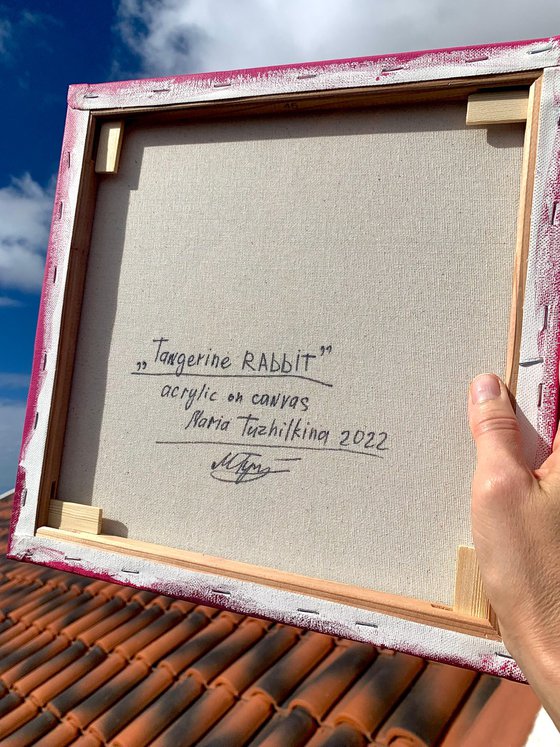 „Tangerine RAbbiT”
acrylic on canvas
Maria Tuzhilkina 2022